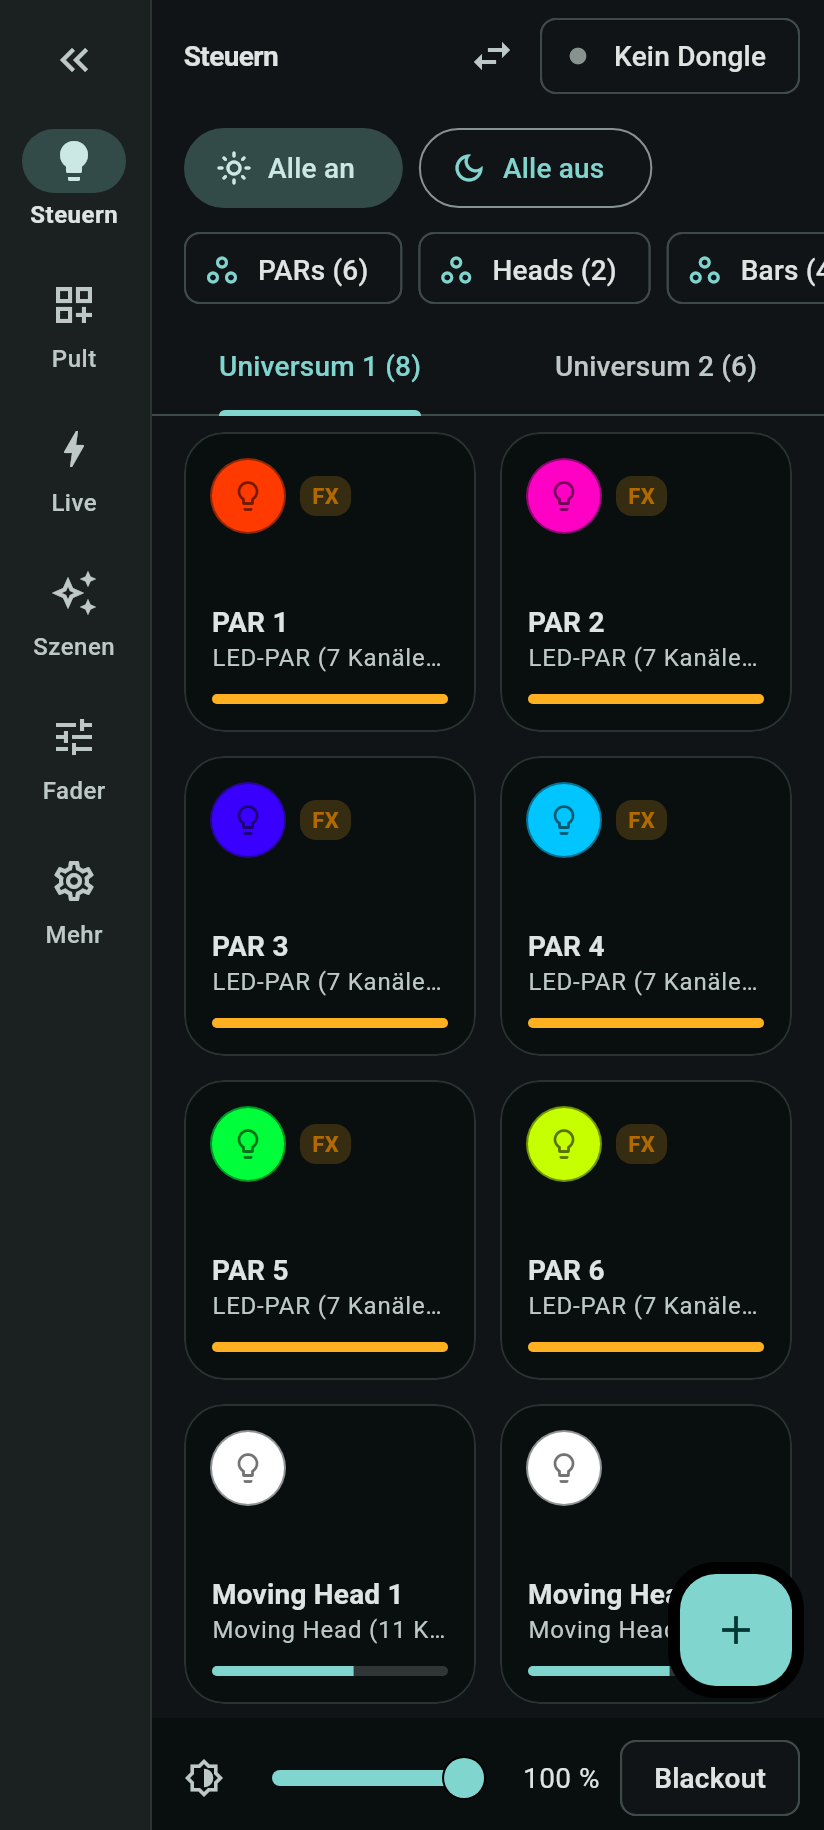 Steuern
Kein Dongle
Alle an
Alle aus
Steuern
PARs (6)
Heads (2)
Bars (4
Pult
Universum 1 (8)
Universum 2 (6)
Live
FX
FX
PAR 1
LED-PAR (7 Kanäle…
PAR 2
LED-PAR (7 Kanäle…
Szenen
Fader
FX
FX
PAR 3
LED-PAR (7 Kanäle…
PAR 4
LED-PAR (7 Kanäle…
Mehr
FX
FX
PAR 5
LED-PAR (7 Kanäle…
PAR 6
LED-PAR (7 Kanäle…
Moving Head 1
Moving Head (11 K…
Moving Hea
Moving Head
100 %
Blackout